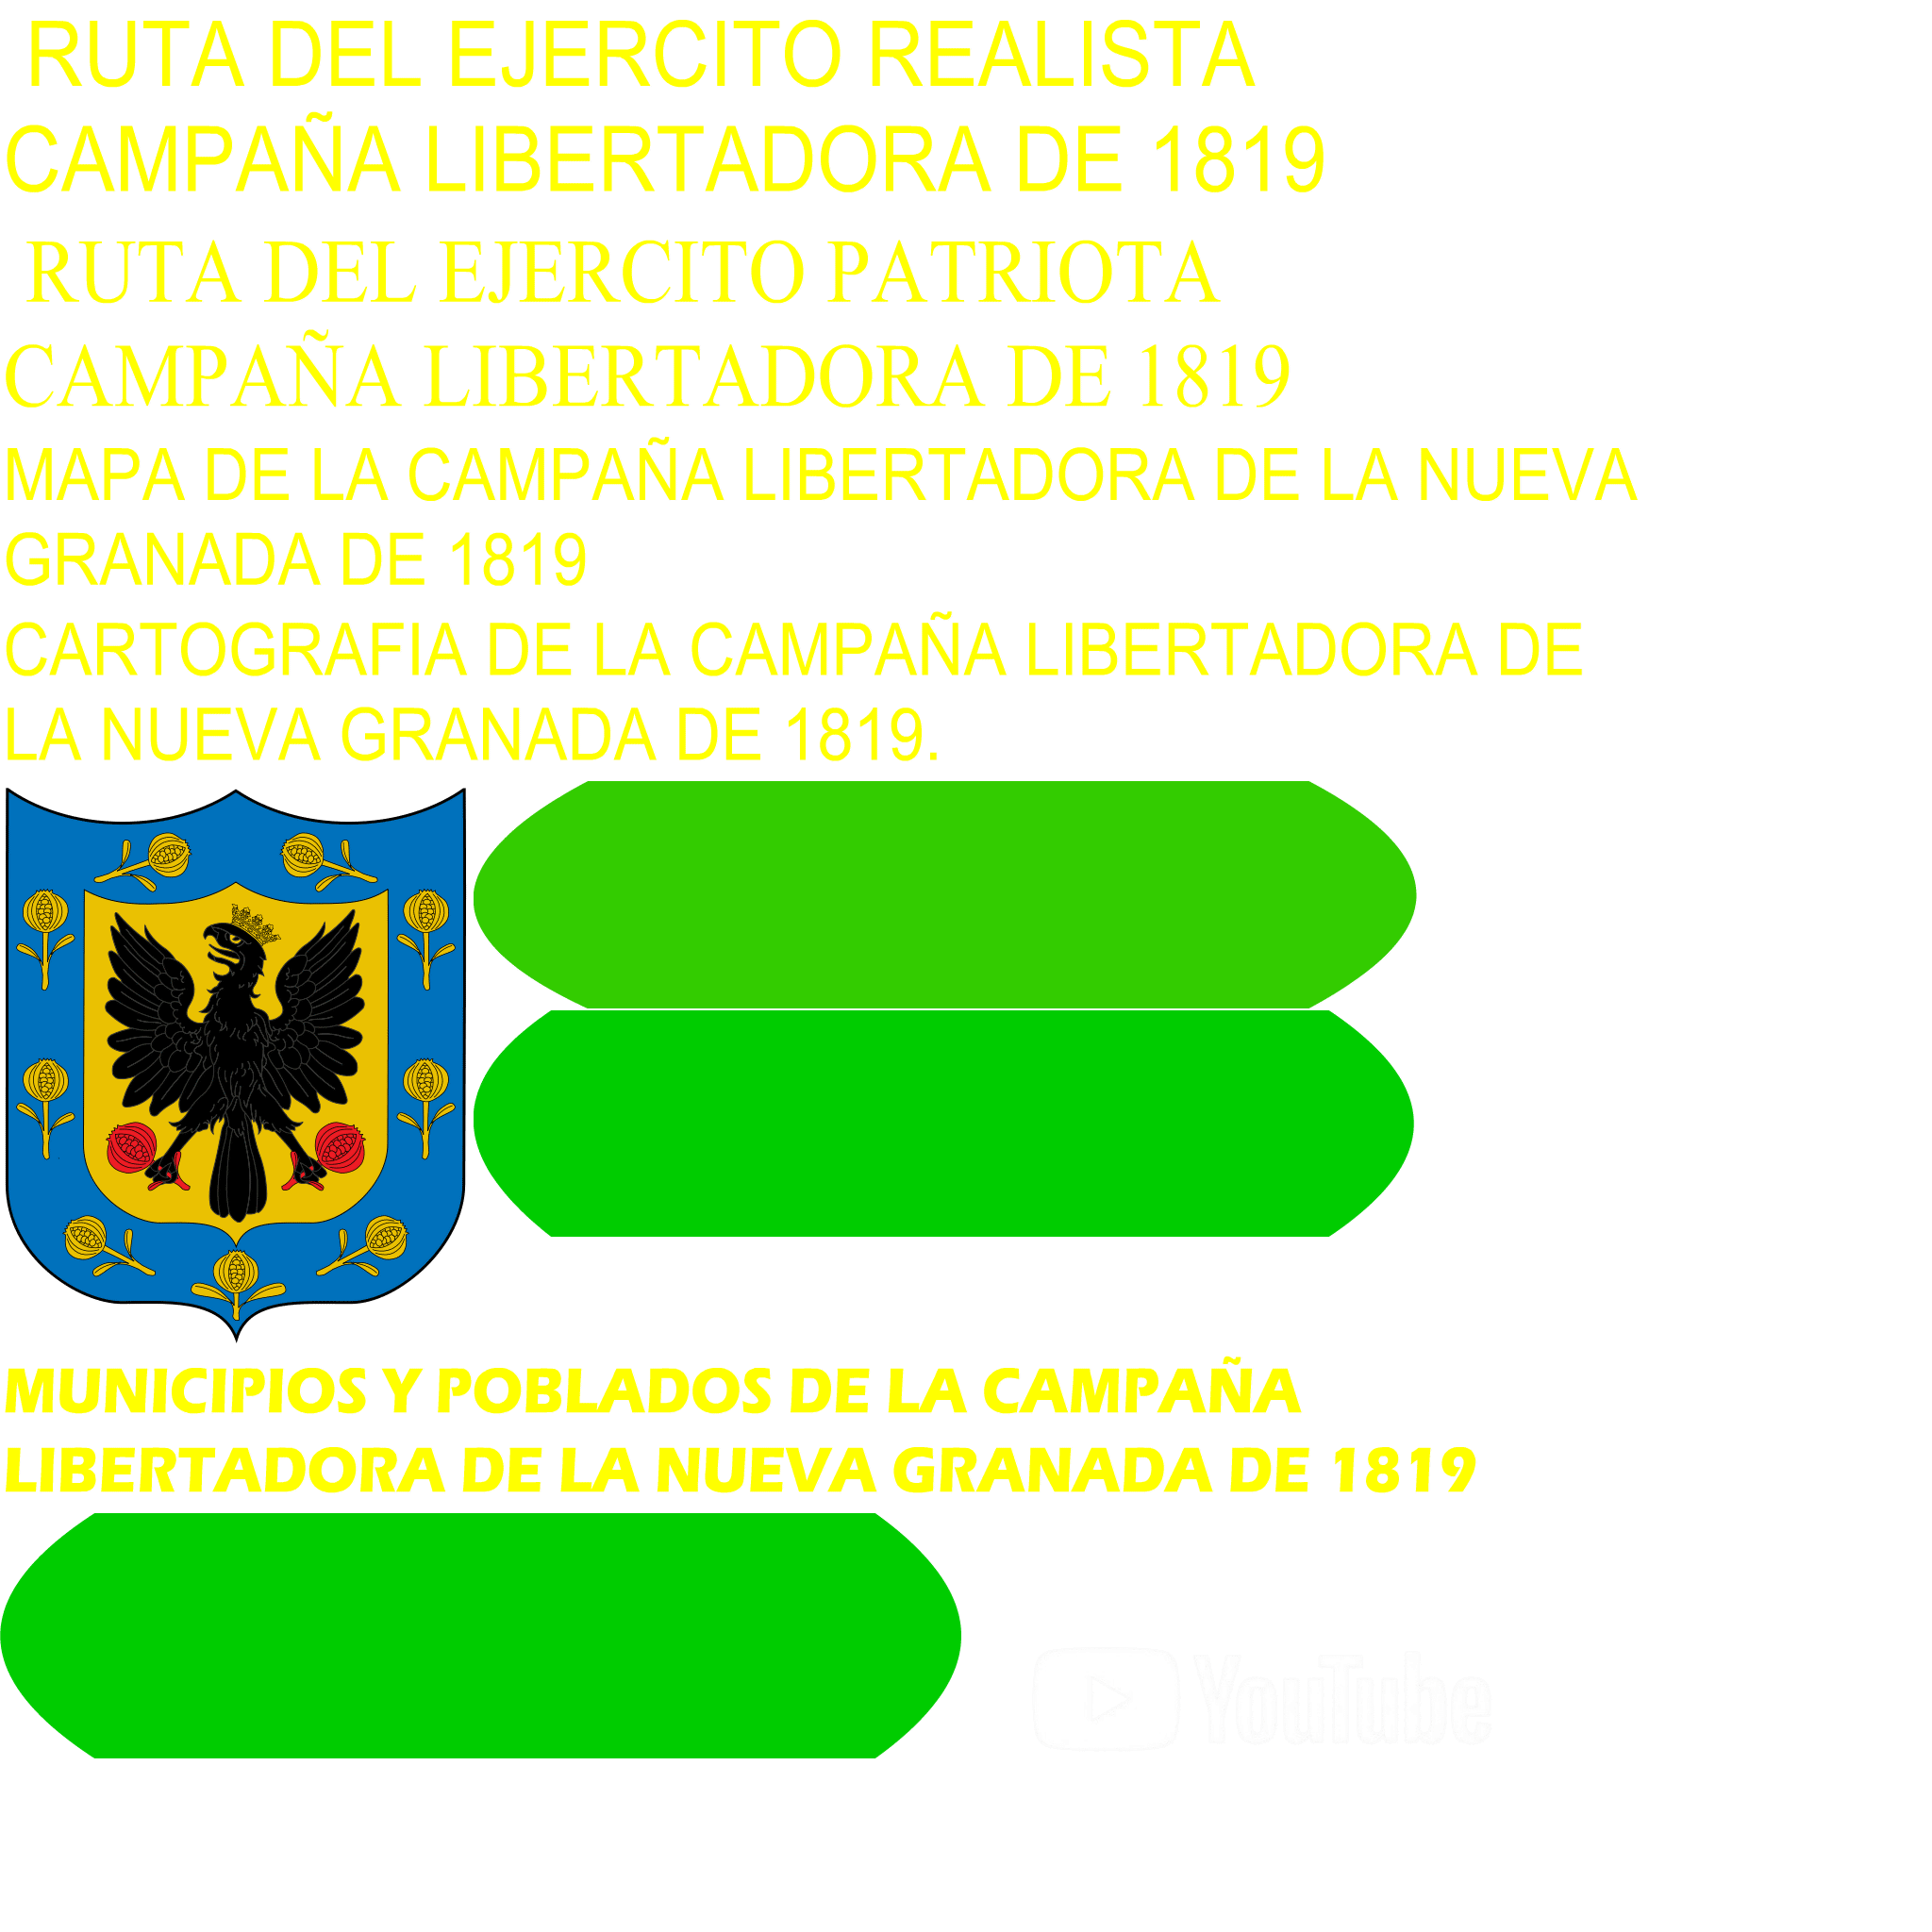 RUTA DEL EJERCITO REALISTA
CAMPAÑA LIBERTADORA DE 1819
RUTA DEL EJERCITO PATRIOTA
CAMPAÑA LIBERTADORA DE 1819
MAPA DE LA CAMPAÑA LIBERTADORA DE LA NUEVA
GRANADA DE 1819
CARTOGRAFIA DE LA CAMPAÑA LIBERTADORA DE
LA NUEVA GRANADA DE 1819.
MUNICIPIOS Y POBLADOS DE LA CAMPAÑA
LIBERTADORA DE LA NUEVA GRANADA DE 1819
YouTube